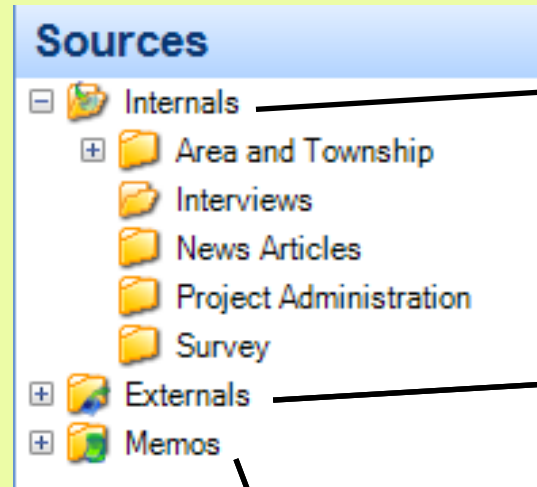 Sources
Internals
Area and Township
Interviews
News Articles
Project Administration
Survey
Externals
Memos